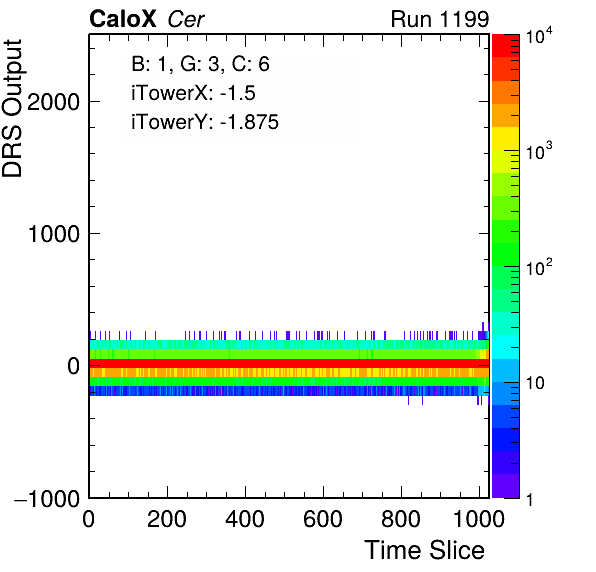 CaloX Cer Run 1199
B: 1, G: 3, C: 6
iTowerX: -1.5
iTowerY: -1.875
DRS Output
2000
1000
0
−1000
0 200 400 600 800 1000
Time Slice
10^4
10^3
10^2
10
1